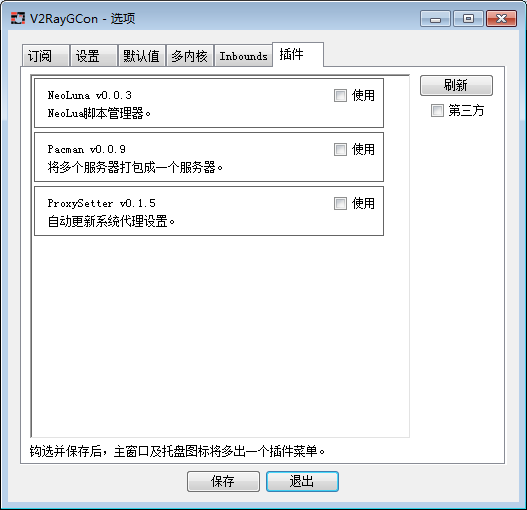 V2RayGCon - 选项
订阅 设置 默认值 多内核 Inbounds 插件
NeoLuna v0.0.3 使用
NeoLua脚本管理器。
Pacman v0.0.9 使用
将多个服务器打包成一个服务器。
ProxySetter v0.1.5 使用
自动更新系统代理设置。
刷新
第三方
钩选并保存后，主窗口及托盘图标将多出一个插件菜单。
保存 退出